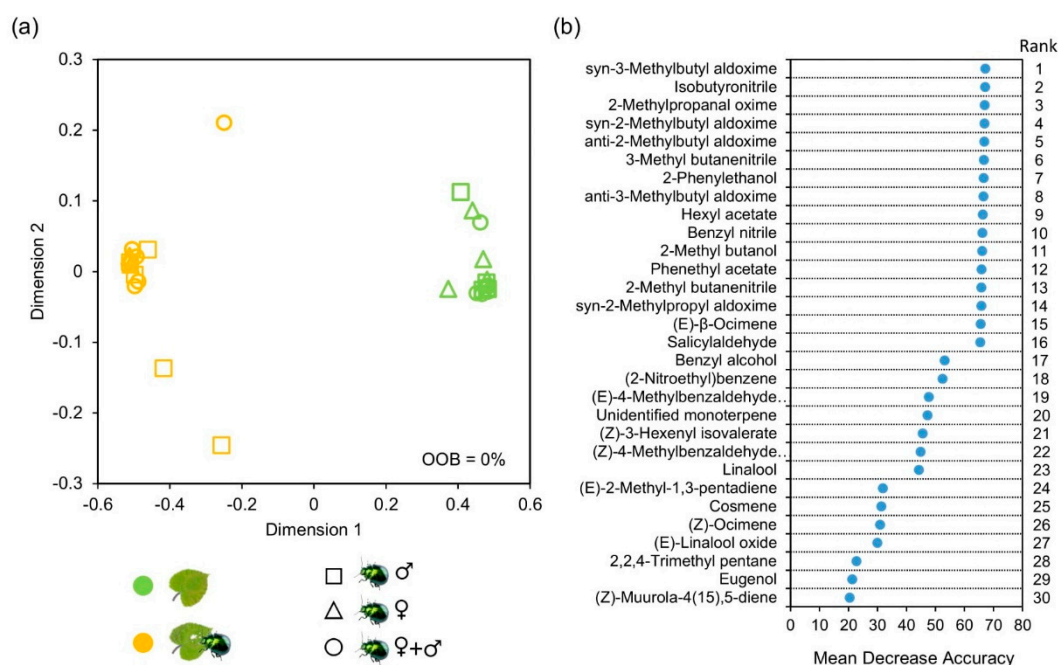 (a)
0.3
0.2
0.1
0
-0.1
-0.2
-0.3
Dimension 2
OOB = 0%
-0.6 -0.4 -0.2 0 0.2 0.4 0.6
Dimension 1
♂
♀
♀+♂
(b)
Rank
syn-3-Methylbutyl aldoxime 1
Isobutyronitrile 2
2-Methylpropanal oxime 3
syn-2-Methylbutyl aldoxime 4
anti-2-Methylbutyl aldoxime 5
3-Methyl butanenitrile 6
2-Phenylethanol 7
anti-3-Methylbutyl aldoxime 8
Hexyl acetate 9
Benzyl nitrile 10
2-Methyl butanol 11
Phenethyl acetate 12
2-Methyl butanenitrile 13
syn-2-Methylpropyl aldoxime 14
(E)-β-Ocimene 15
Salicylaldehyde 16
Benzyl alcohol 17
(2-Nitroethyl)benzene 18
(E)-4-Methylbenzaldehyde.. 19
Unidentified monoterpene 20
(Z)-3-Hexenyl isovalerate 21
(Z)-4-Methylbenzaldehyde.. 22
Linalool 23
(E)-2-Methyl-1,3-pentadiene 24
Cosmene 25
(Z)-Ocimene 26
(E)-Linalool oxide 27
2,2,4-Trimethyl pentane 28
Eugenol 29
(Z)-Muurola-4(15),5-diene 30
0 10 20 30 40 50 60 70 80
Mean Decrease Accuracy